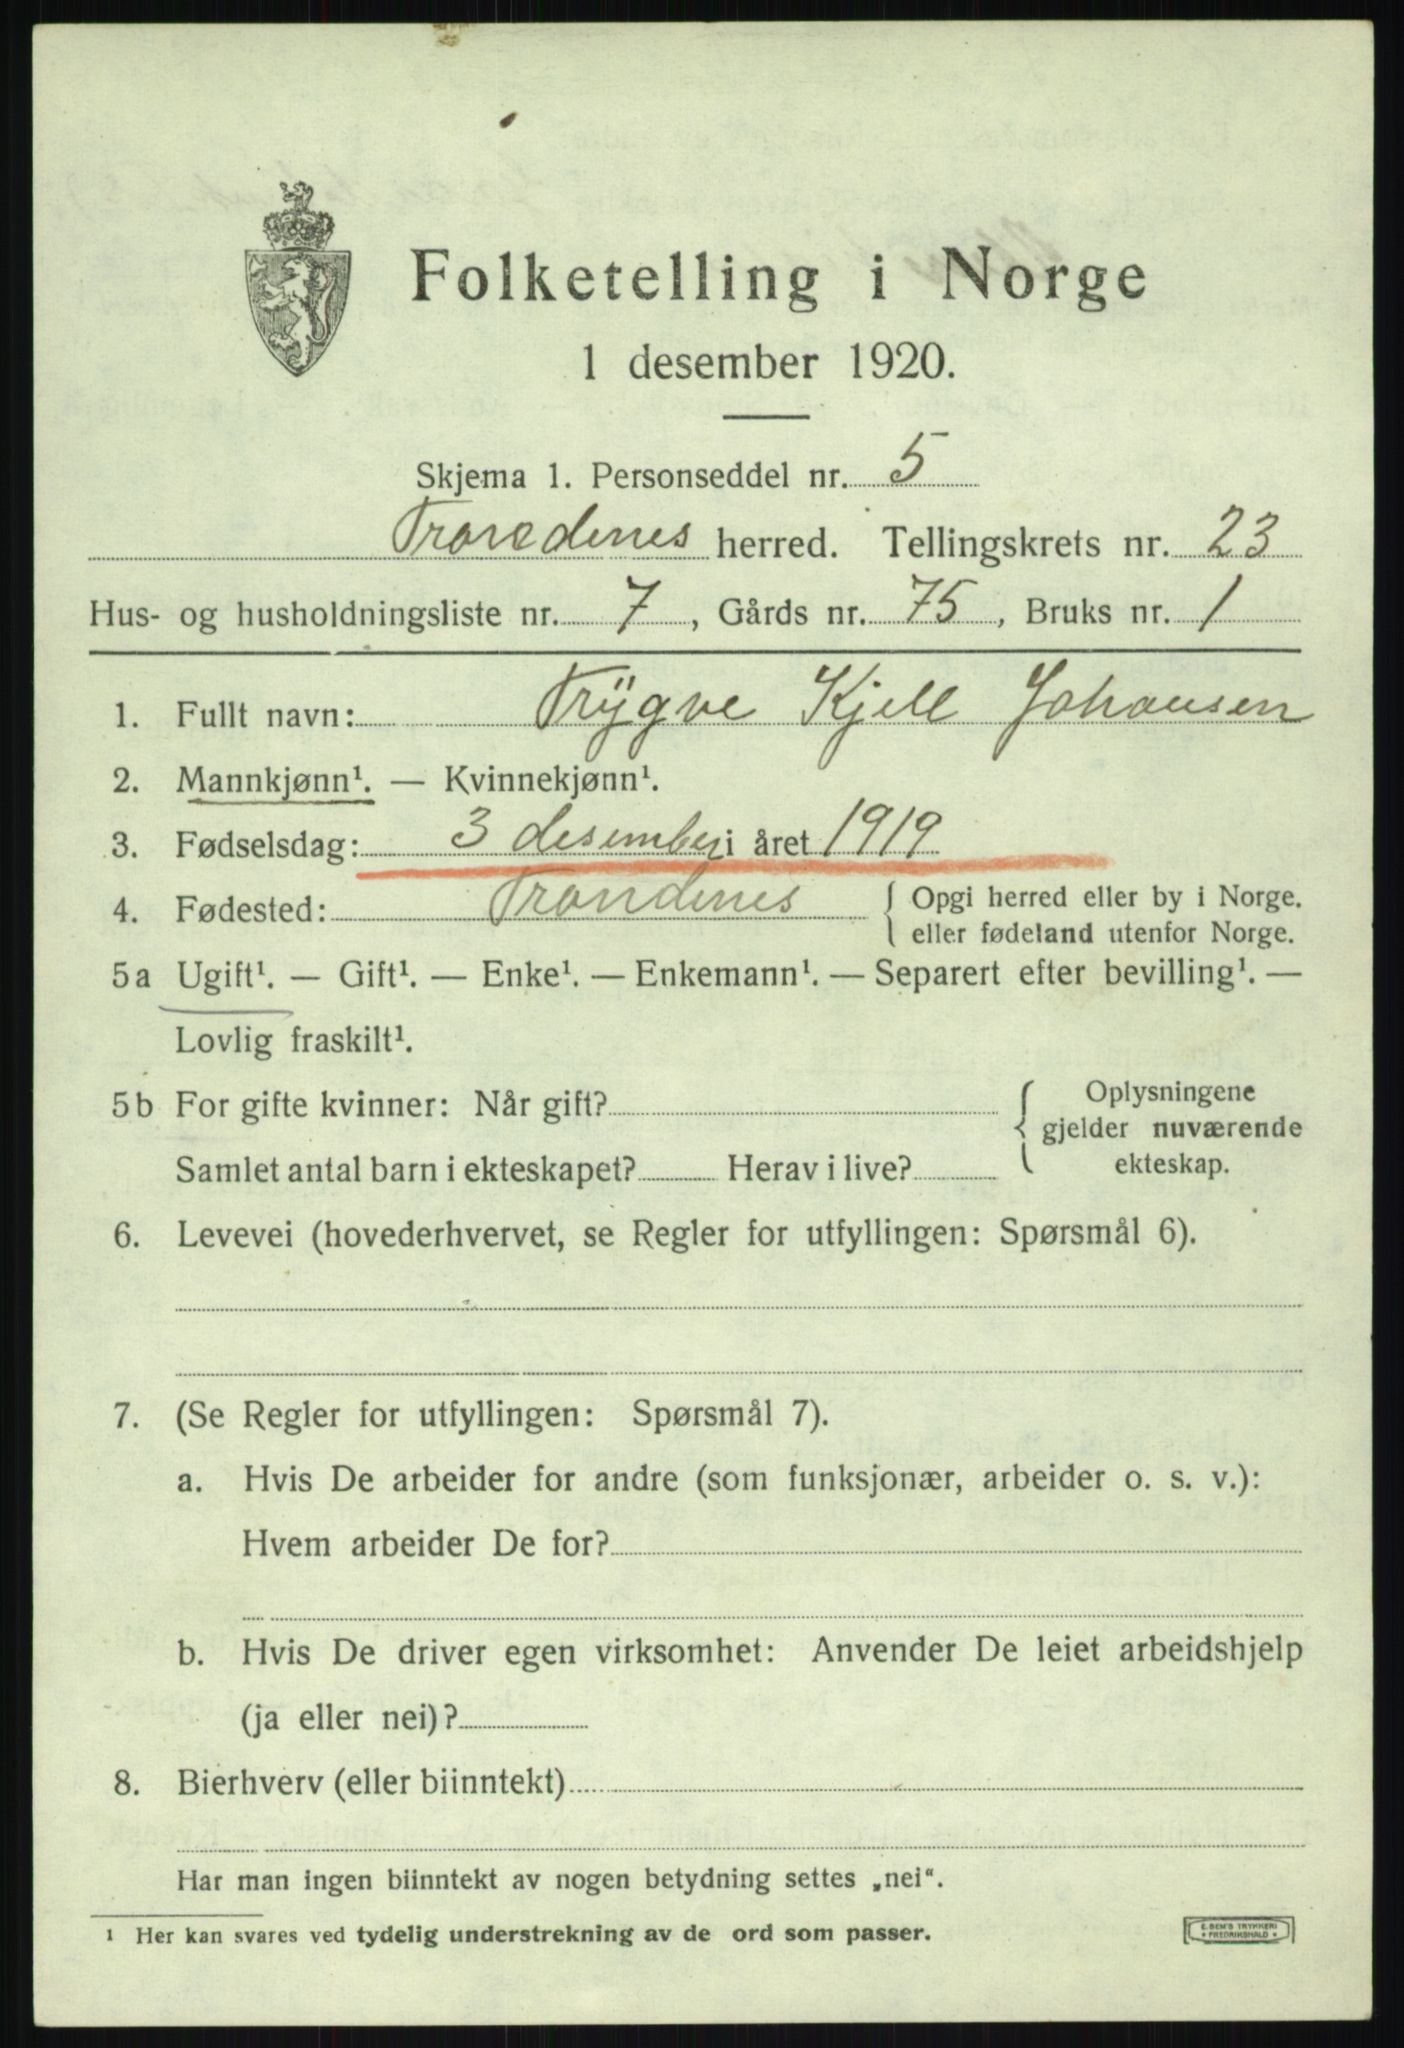 Folketelling i Norge
1 desember 1920.
Skjema 1. Personseddel nr. 5
Trondenes herred. Tellingskrets nr. 23
Hus- og husholdningsliste nr. 7, Gårds nr. 75, Bruks nr. 1
1. Fullt navn: Trÿgve Kjell Johansen
2. Mannkjønn¹. — Kvinnekjønn¹.
3. Fødselsdag: 3 desember i året 1919
4. Fødested: Trondenes { Opgi herred eller by i Norge.
eller fødeland utenfor Norge.
5a Ugift¹. — Gift¹. — Enke¹. — Enkemann¹. — Separert efter bevilling¹. —
Lovlig fraskilt¹.
5b For gifte kvinner: Når gift? { Oplysningene
gjelder nuværende
Samlet antal barn i ekteskapet? Herav i live? ekteskap.
6. Levevei (hovederhvervet, se Regler for utfyllingen: Spørsmål 6).
7. (Se Regler for utfyllingen: Spørsmål 7).
a. Hvis De arbeider for andre (som funksjonær, arbeider o. s. v.):
Hvem arbeider De for?
b. Hvis De driver egen virksomhet: Anvender De leiet arbeidshjelp
(ja eller nei)?
8. Bierhverv (eller biinntekt)
Har man ingen biinntekt av nogen betydning settes „nei“.
¹ Her kan svares ved tydelig understrekning av de ord som passer.
E. SEM'S TRYKKERI
FREDRIKSHALD